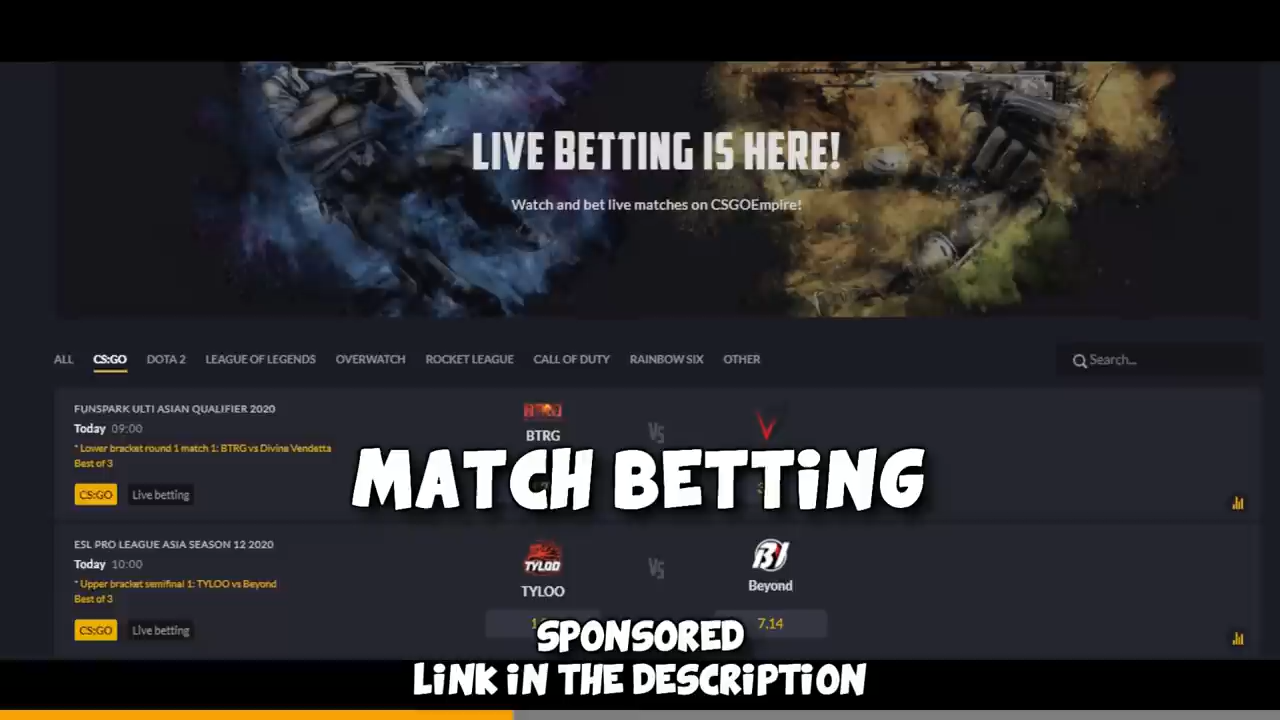 LIVE BETTING IS HERE!
Watch and bet live matches on CSGOEmpire!
ALL CS:GO DOTA 2 LEAGUE OF LEGENDS OVERWATCH ROCKET LEAGUE CALL OF DUTY RAINBOW SIX OTHER Search...
FUNSPARK ULTI ASIAN QUALIFIER 2020
Today 09:00
* Lower bracket round 1 match 1: BTRG vs Divine Vendetta
Best of 3
CS:GO Live betting
BTRG
Vs
MATCH BETTING
ESL PRO LEAGUE ASIA SEASON 12 2020
Today 10:00
* Upper bracket semifinal 1: TYLOO vs Beyond
Best of 3
CS:GO Live betting
TYLOO
TYLOO
Vs
Beyond
7.14
SPONSORED
LINK IN THE DESCRIPTION